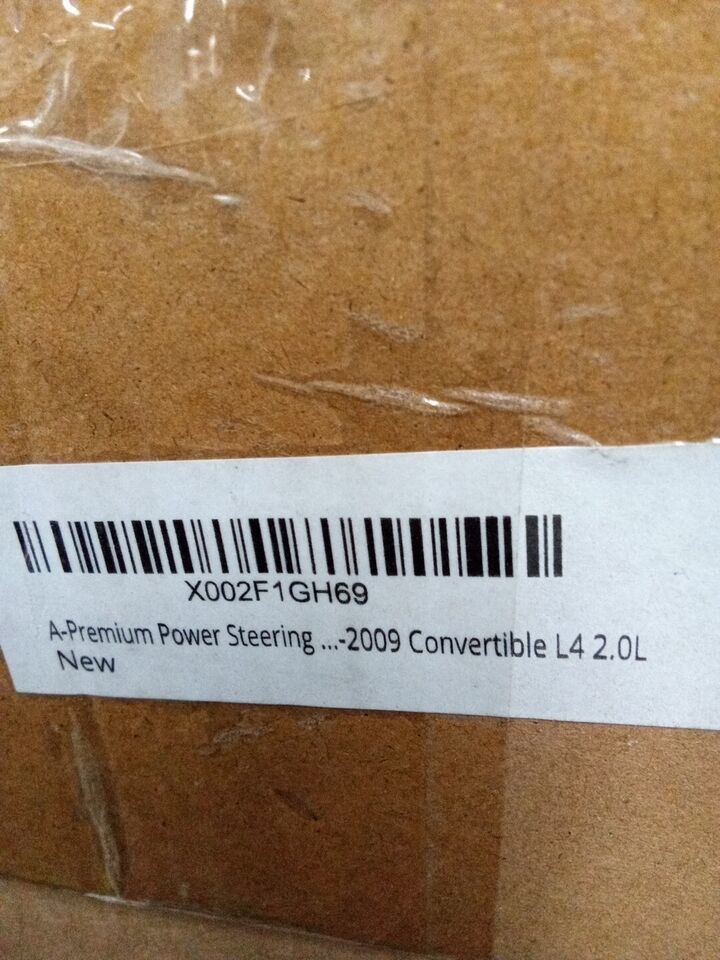 X002F1GH69
A-Premium Power Steering ...-2009 Convertible L4 2.0L
New